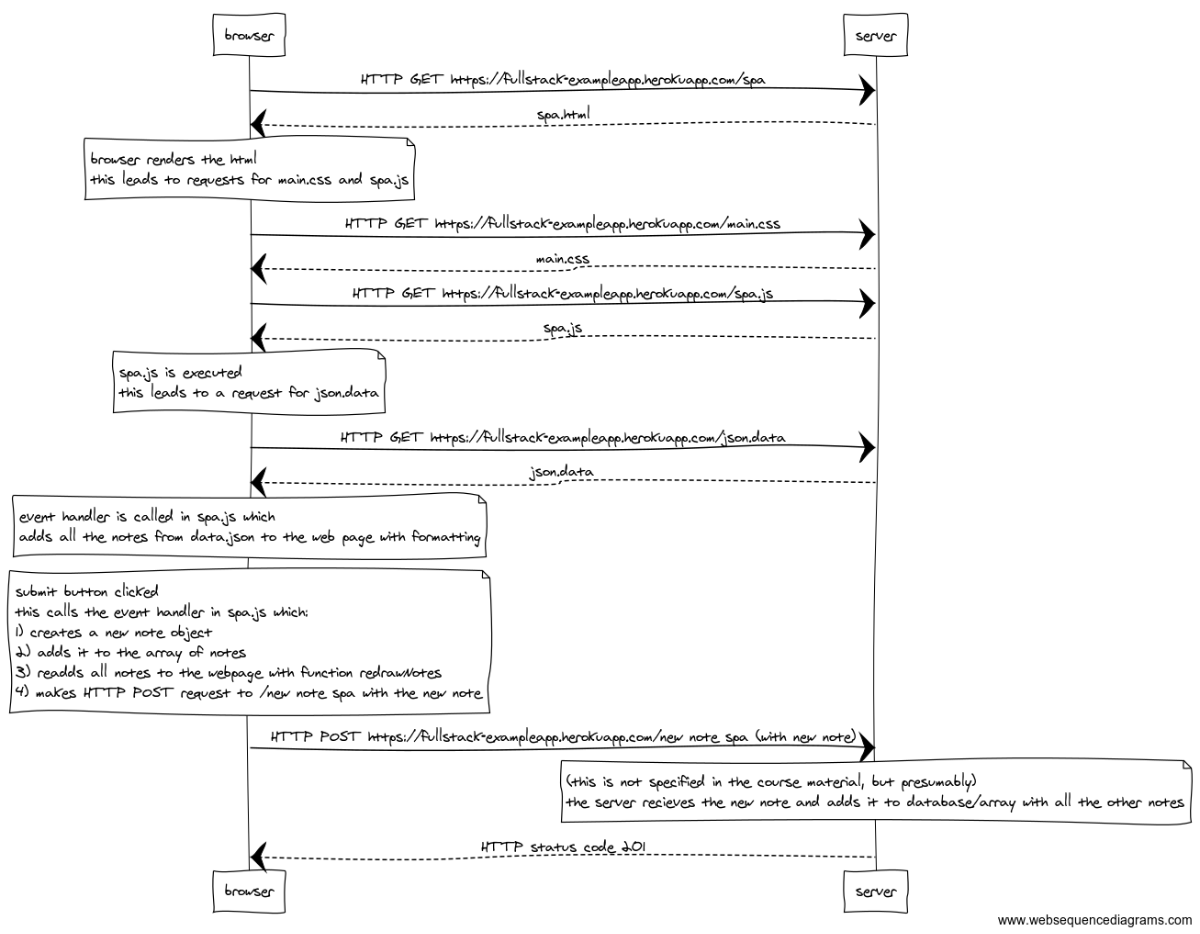 browser
server
HTTP GET https://fullstack-exampleapp.herokuapp.com/spa
spa.html
browser renders the html
this leads to requests for main.css and spa.js
HTTP GET https://fullstack-exampleapp.herokuapp.com/main.css
main.css
HTTP GET https://fullstack-exampleapp.herokuapp.com/spa.js
spa.js
spa.js is executed
this leads to a request for json.data
HTTP GET https://fullstack-exampleapp.herokuapp.com/json.data
json.data
event handler is called in spa.js which
adds all the notes from data.json to the web page with formatting
submit button clicked
this calls the event handler in spa.js which:
1) creates a new note object
2) adds it to the array of notes
3) readds all notes to the webpage with function redrawNotes
4) makes HTTP POST request to /new note spa with the new note
HTTP POST https://fullstack-exampleapp.herokuapp.com/new note spa (with new note)
(this is not specified in the course material, but presumably)
the server recieves the new note and adds it to database/array with all the other notes
HTTP status code 201
browser
server
www.websequencediagrams.com